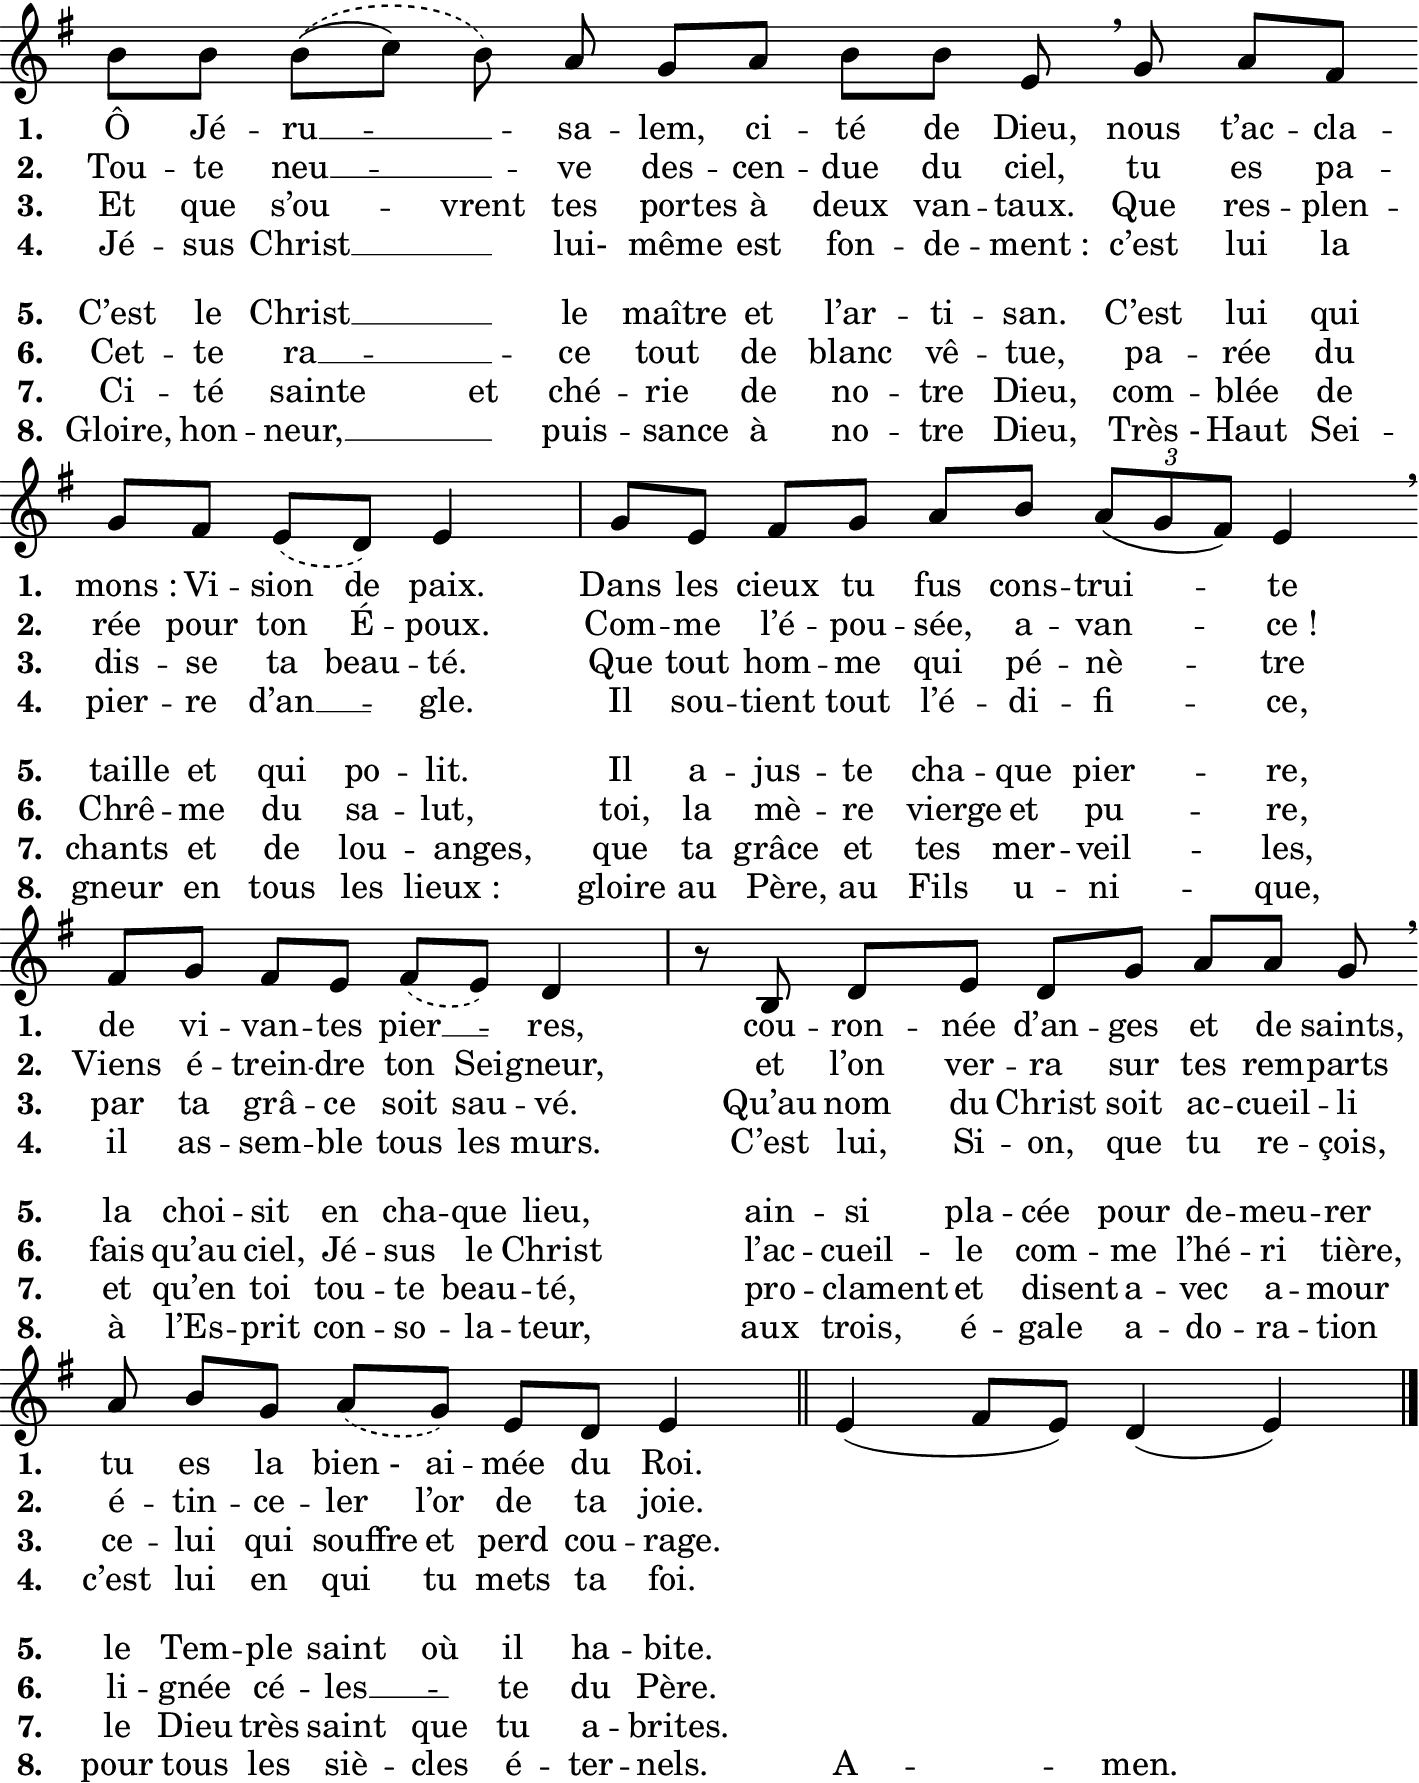 1. Ô Jé - ru - sa - lem, ci - té de Dieu, nous t’ac - cla -
2. Tou - te neu - ve des - cen - due du ciel, tu es pa -
3. Et que s’ou - vrent tes portes à deux van - taux. Que res - plen -
4. Jé - sus Christ lui- même est fon - de - ment : c’est lui la
5. C’est le Christ le maître et l’ar - ti - san. C’est lui qui
6. Cet - te ra - ce tout de blanc vê - tue, pa - rée du
7. Ci - té sainte et ché - rie de no - tre Dieu, com - blée de
8. Gloire, hon - neur, puis - sance à no - tre Dieu, Très - Haut Sei -
3
1. mons : Vi - sion de paix. Dans les cieux tu fus cons - trui - te
2. rée pour ton É - poux. Com - me l’é - pou - sée, a - van - ce !
3. dis - se ta beau - té. Que tout hom - me qui pé - nè - tre
4. pier - re d’an - gle. Il sou - tient tout l’é - di - fi - ce,
5. taille et qui po - lit. Il a - jus - te cha - que pier - re,
6. Chrê - me du sa - lut, toi, la mè - re vierge et pu - re,
7. chants et de lou - anges, que ta grâce et tes mer - veil - les,
8. gneur en tous les lieux : gloire au Père, au Fils u - ni - que,
1. de vi - van - tes pier - res, cou - ron - née d’an - ges et de saints,
2. Viens é - trein - dre ton Sei - gneur, et l’on ver - ra sur tes rem - parts
3. par ta grâ - ce soit sau - vé. Qu’au nom du Christ soit ac - cueil - li
4. il as - sem - ble tous les murs. C’est lui, Si - on, que tu re - çois,
5. la choi - sit en cha - que lieu, ain - si pla - cée pour de - meu - rer
6. fais qu’au ciel, Jé - sus le Christ l’ac - cueil - le com - me l’hé - ri tière,
7. et qu’en toi tou - te beau - té, pro - clament et disent a - vec a - mour
8. à l’Es - prit con - so - la - teur, aux trois, é - gale a - do - ra - tion
1. tu es la bien - ai - mée du Roi.
2. é - tin - ce - ler l’or de ta joie.
3. ce - lui qui souffre et perd cou - rage.
4. c’est lui en qui tu mets ta foi.
5. le Tem - ple saint où il ha - bite.
6. li - gnée cé - les - te du Père.
7. le Dieu très saint que tu a - brites.
8. pour tous les siè - cles é - ter - nels. A - - men.